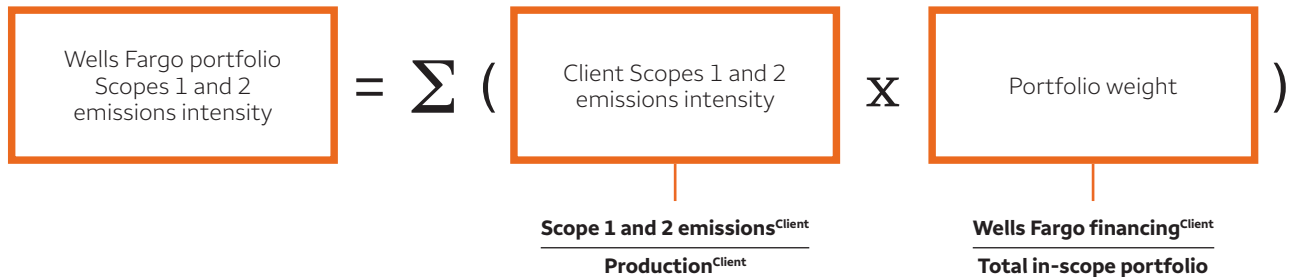 Wells Fargo portfolio
Scopes 1 and 2
emissions intensity
= Σ (
Client Scopes 1 and 2
emissions intensity
x
Portfolio weight
)
Scope 1 and 2 emissionsᶜˡⁱᵉⁿᵗ
Productionᶜˡⁱᵉⁿᵗ
Wells Fargo financingᶜˡⁱᵉⁿᵗ
Total in-scope portfolio